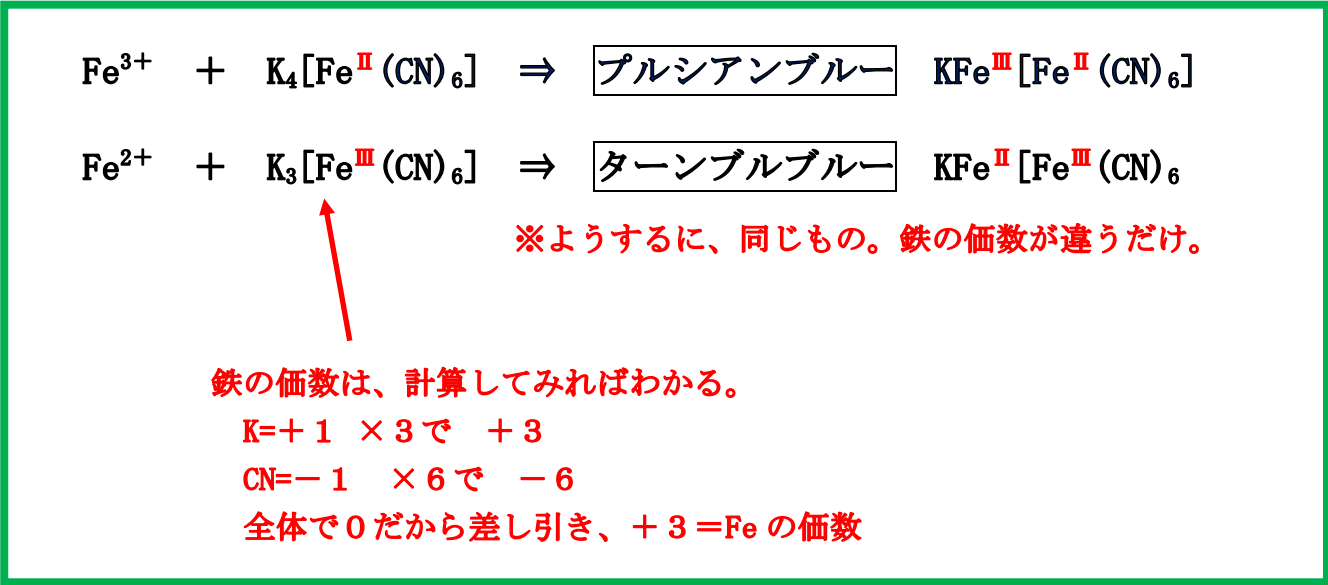 Fe³⁺ ＋ K₄[FeⅡ(CN)₆] ⇒ プルシアンブルー KFeⅢ[FeⅡ(CN)₆]
Fe²⁺ ＋ K₃[FeⅢ(CN)₆] ⇒ ターンブルブルー KFeⅡ[FeⅢ(CN)₆
※ようするに、同じもの。鉄の価数が違うだけ。
鉄の価数は、計算してみればわかる。
K=＋１ ×３で ＋３
CN=－１ ×６で －６
全体で０だから差し引き、＋３＝Feの価数